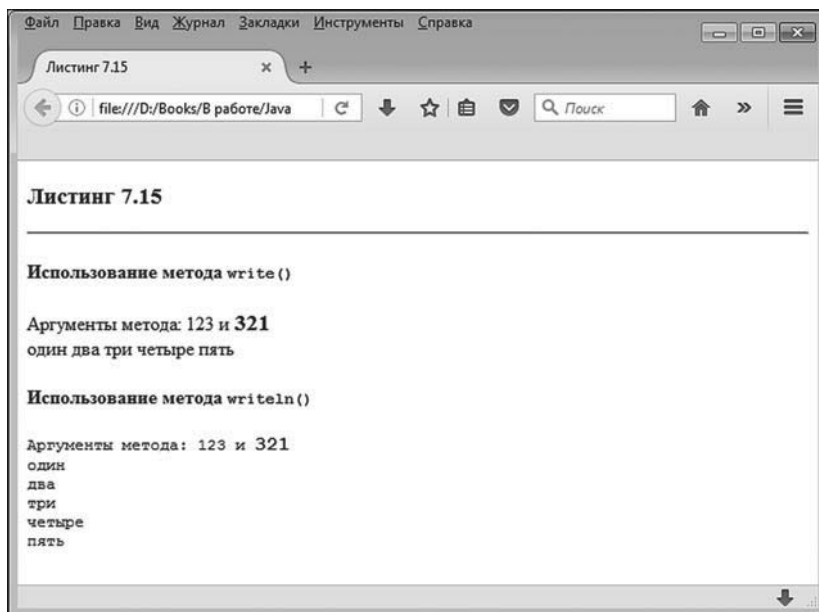 Файл Правка Вид Журнал Закладки Инструменты Справка
Листинг 7.15
file:///D:/Books/В работе/Java
Поиск
Листинг 7.15
Использование метода write()
Аргументы метода: 123 и 321
один два три четыре пять
Использование метода writeln()
Аргументы метода: 123 и 321
один
два
три
четыре
пять